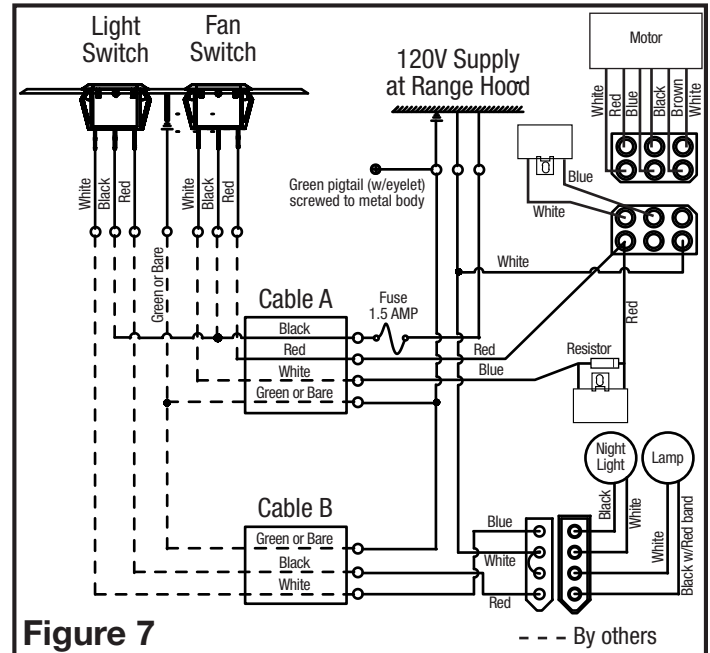 Light
Switch
Fan
Switch
120V Supply
at Range Hood
Motor
White
Red
Blue
Black
Brown
White
Blue
White
Green pigtail (w/eyelet)
screwed to metal body
White
Black
Red
White
Black
Red
Green or Bare
White
Cable A
Fuse
1.5 AMP
Black
Red
Red
White
Blue
Green or Bare
Red
Resistor
Night
Light
Lamp
Black
White
White
Black w/Red band
Cable B
Green or Bare
Blue
Black
White
White
Red
Figure 7
By others